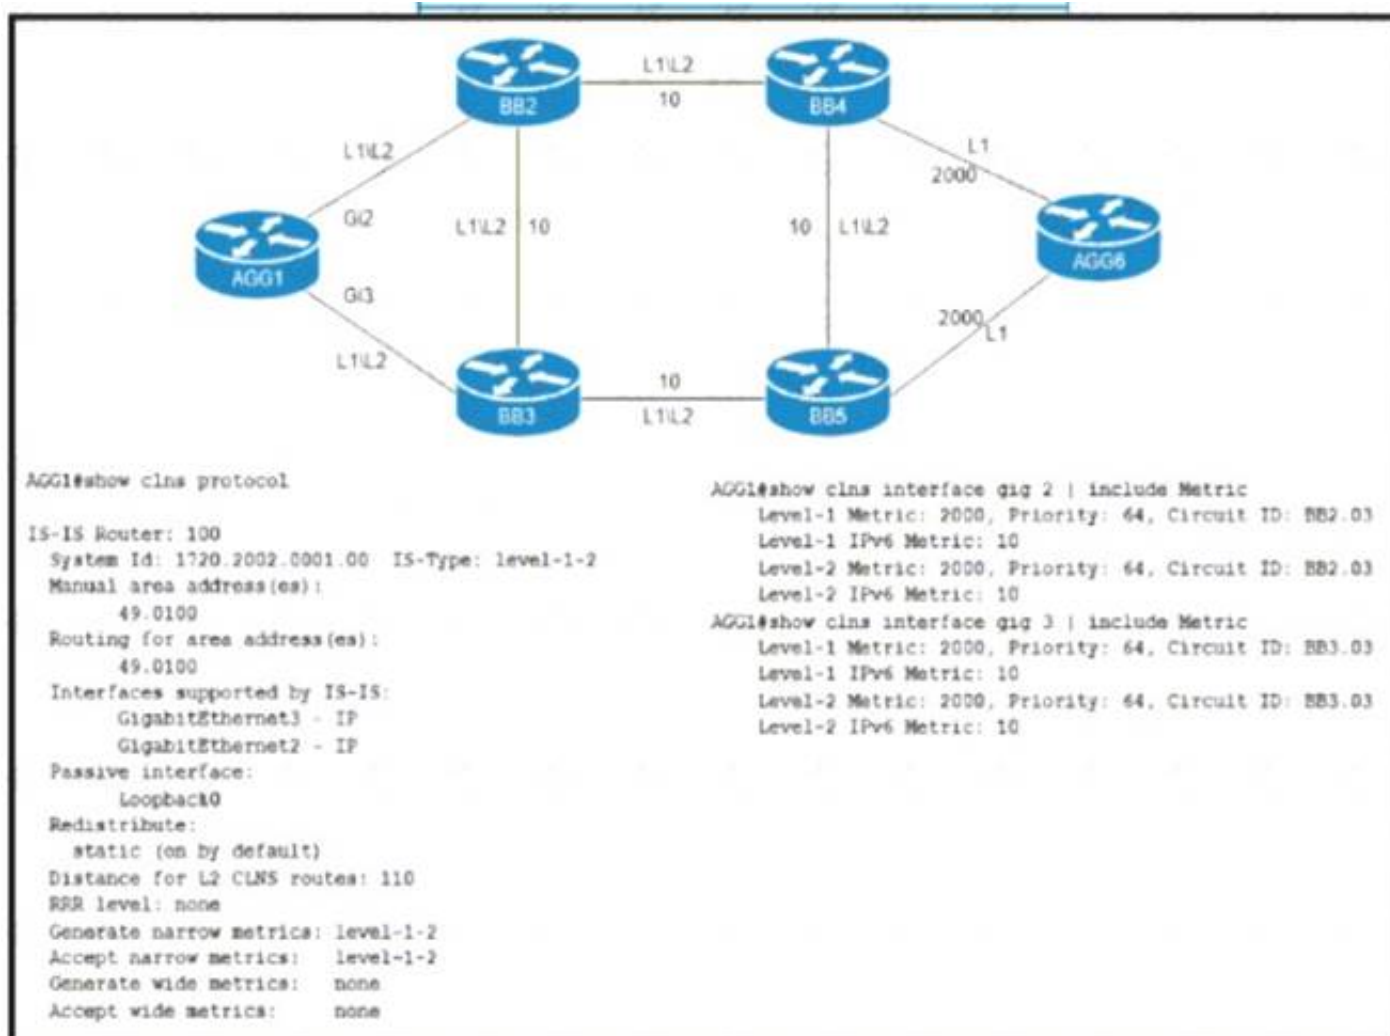 BB2
L1\L2
10
BB4
L1\L2
Gi2
L1\L2
10
10
L1\L2
L1
2000
AGG1
AGG6
Gi3
L1\L2
2000
L1
BB3
10
L1\L2
BB5
AGG1#show clns protocol
IS-IS Router: 100
System Id: 1720.2002.0001.00 IS-Type: level-1-2
Manual area address(es):
49.0100
Routing for area address(es):
49.0100
Interfaces supported by IS-IS:
GigabitEthernet3 - IP
GigabitEthernet2 - IP
Passive interface:
Loopback0
Redistribute:
static (on by default)
Distance for L2 CLNS routes: 110
RRR level: none
Generate narrow metrics: level-1-2
Accept narrow metrics: level-1-2
Generate wide metrics: none
Accept wide metrics: none
AGG1#show clns interface gig 2 | include Metric
Level-1 Metric: 2000, Priority: 64, Circuit ID: BB2.03
Level-1 IPv6 Metric: 10
Level-2 Metric: 2000, Priority: 64, Circuit ID: BB2.03
Level-2 IPv6 Metric: 10
AGG1#show clns interface gig 3 | include Metric
Level-1 Metric: 2000, Priority: 64, Circuit ID: BB3.03
Level-1 IPv6 Metric: 10
Level-2 Metric: 2000, Priority: 64, Circuit ID: BB3.03
Level-2 IPv6 Metric: 10